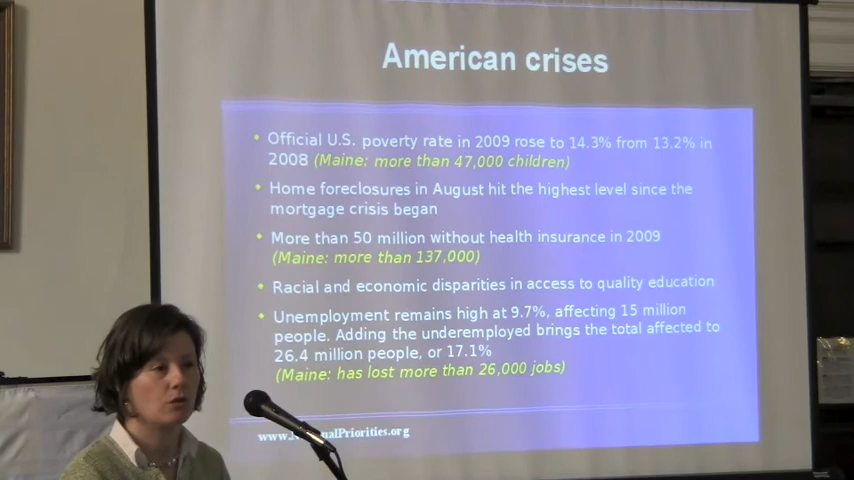 American crises
• Official U.S. poverty rate in 2009 rose to 14.3% from 13.2% in
2008 (Maine: more than 47,000 children)
• Home foreclosures in August hit the highest level since the
mortgage crisis began
• More than 50 million without health insurance in 2009
(Maine: more than 137,000)
• Racial and economic disparities in access to quality education
• Unemployment remains high at 9.7%, affecting 15 million
people. Adding the underemployed brings the total affected to
26.4 million people, or 17.1%
(Maine: has lost more than 26,000 jobs)